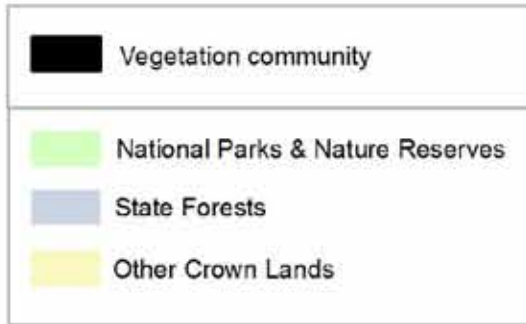 Vegetation community
National Parks & Nature Reserves
State Forests
Other Crown Lands